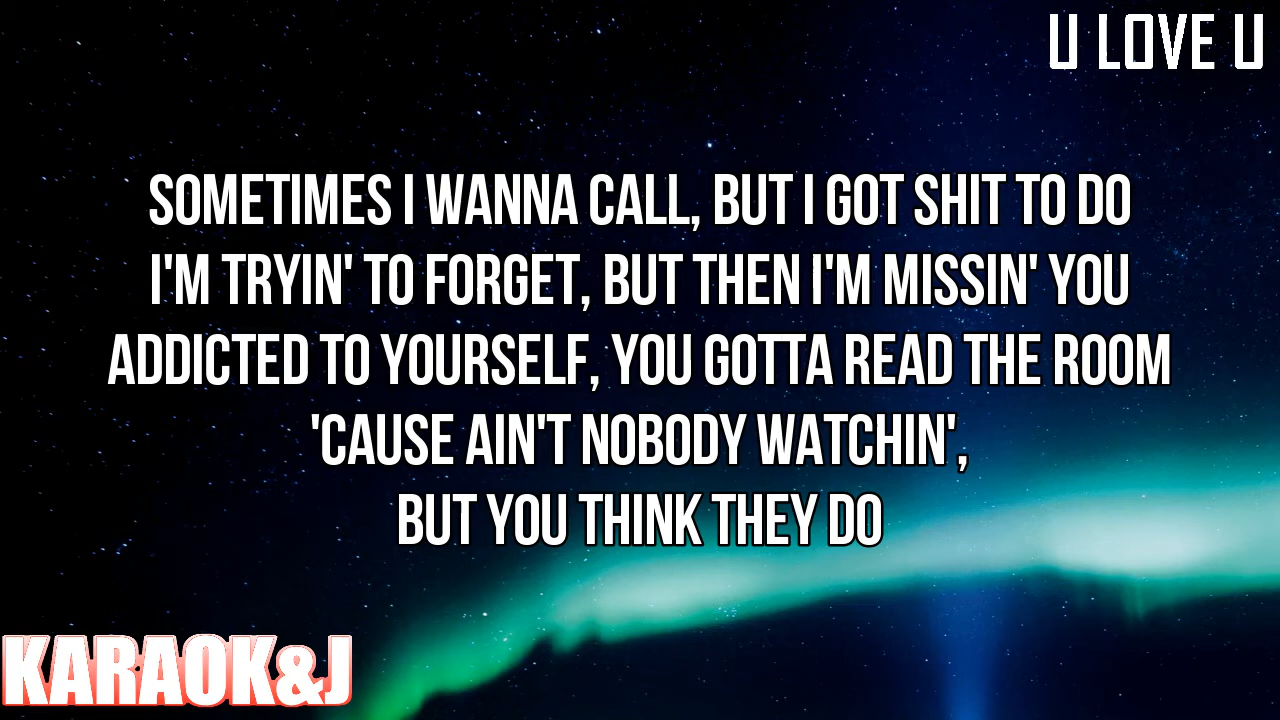 U LOVE U
SOMETIMES I WANNA CALL, BUT I GOT SHIT TO DO
I'M TRYIN' TO FORGET, BUT THEN I'M MISSIN' YOU
ADDICTED TO YOURSELF, YOU GOTTA READ THE ROOM
'CAUSE AIN'T NOBODY WATCHIN',
BUT YOU THINK THEY DO
KARAOK&J